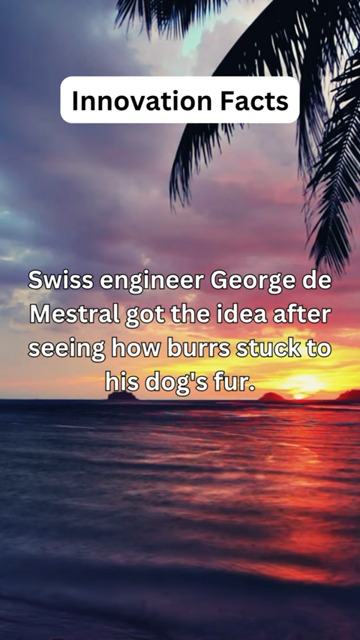 Innovation Facts
Swiss engineer George de
Mestral got the idea after
seeing how burrs stuck to
his dog's fur.